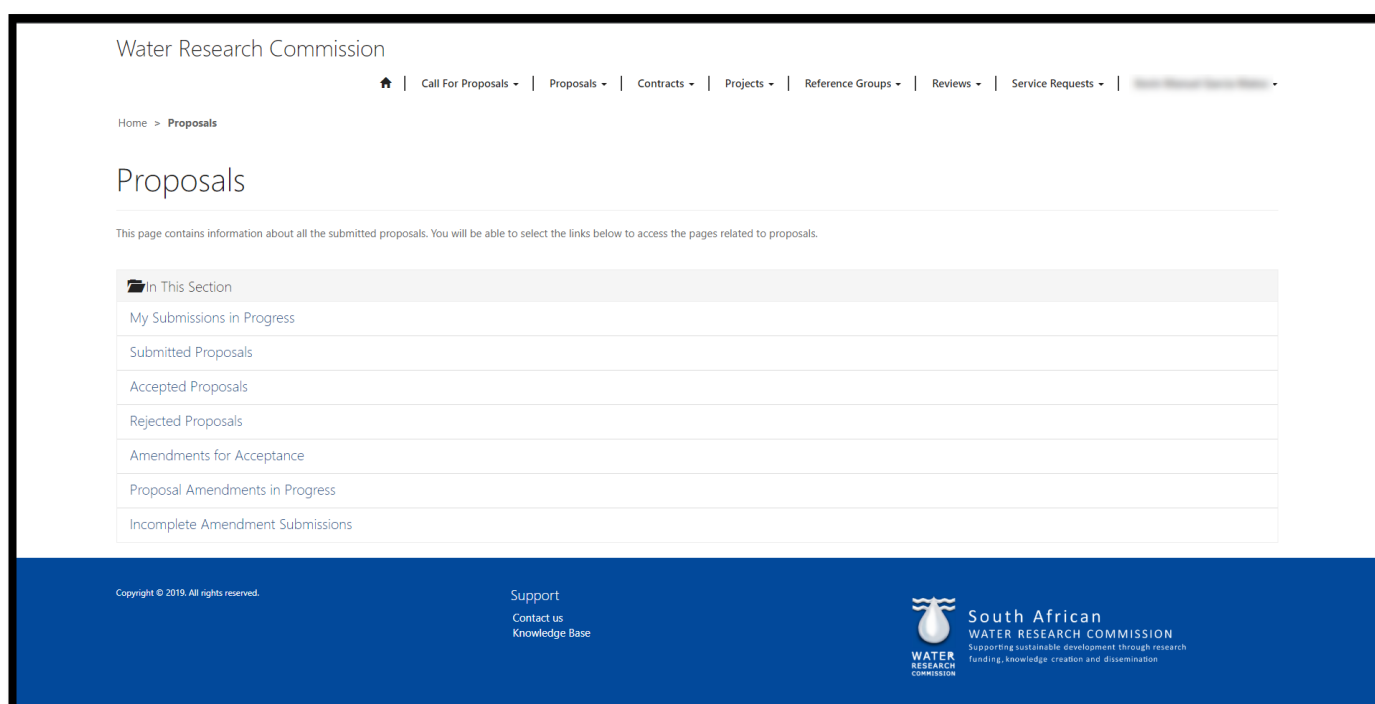 Water Research Commission
Call For Proposals
Proposals
Contracts
Projects
Reference Groups
Reviews
Service Requests
Home > Proposals
Proposals
This page contains information about all the submitted proposals. You will be able to select the links below to access the pages related to proposals.
In This Section
My Submissions in Progress
Submitted Proposals
Accepted Proposals
Rejected Proposals
Amendments for Acceptance
Proposal Amendments in Progress
Incomplete Amendment Submissions
Copyright © 2019. All rights reserved.
Support
Contact us
Knowledge Base
WATER
RESEARCH
COMMISSION
South African
WATER RESEARCH COMMISSION
Supporting sustainable development through research
funding, knowledge creation and dissemination